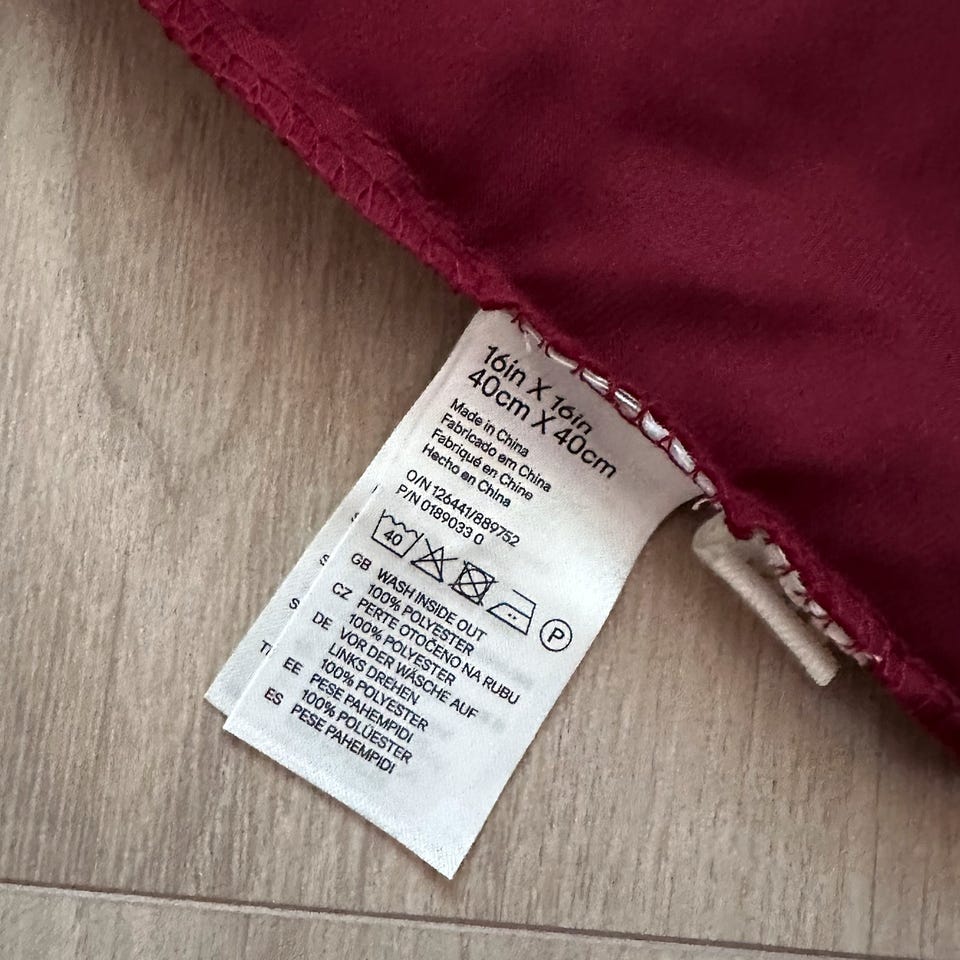 16in X 16in
40cm X 40cm
Made in China
Fabricado em China
Fabriqué en Chine
Hecho en China
O/N 126441/889752
P/N 0189033 0
40 P
GB WASH INSIDE OUT
100% POLYESTER
CZ PERTE OTOČENO NA RUBU
100% POLYESTER
DE VOR DER WÄSCHE AUF
LINKS DREHEN
100% POLYESTER
EE PESE PAHEMPIDI
100% POLÜESTER
ES PESE PAHEMPIDI